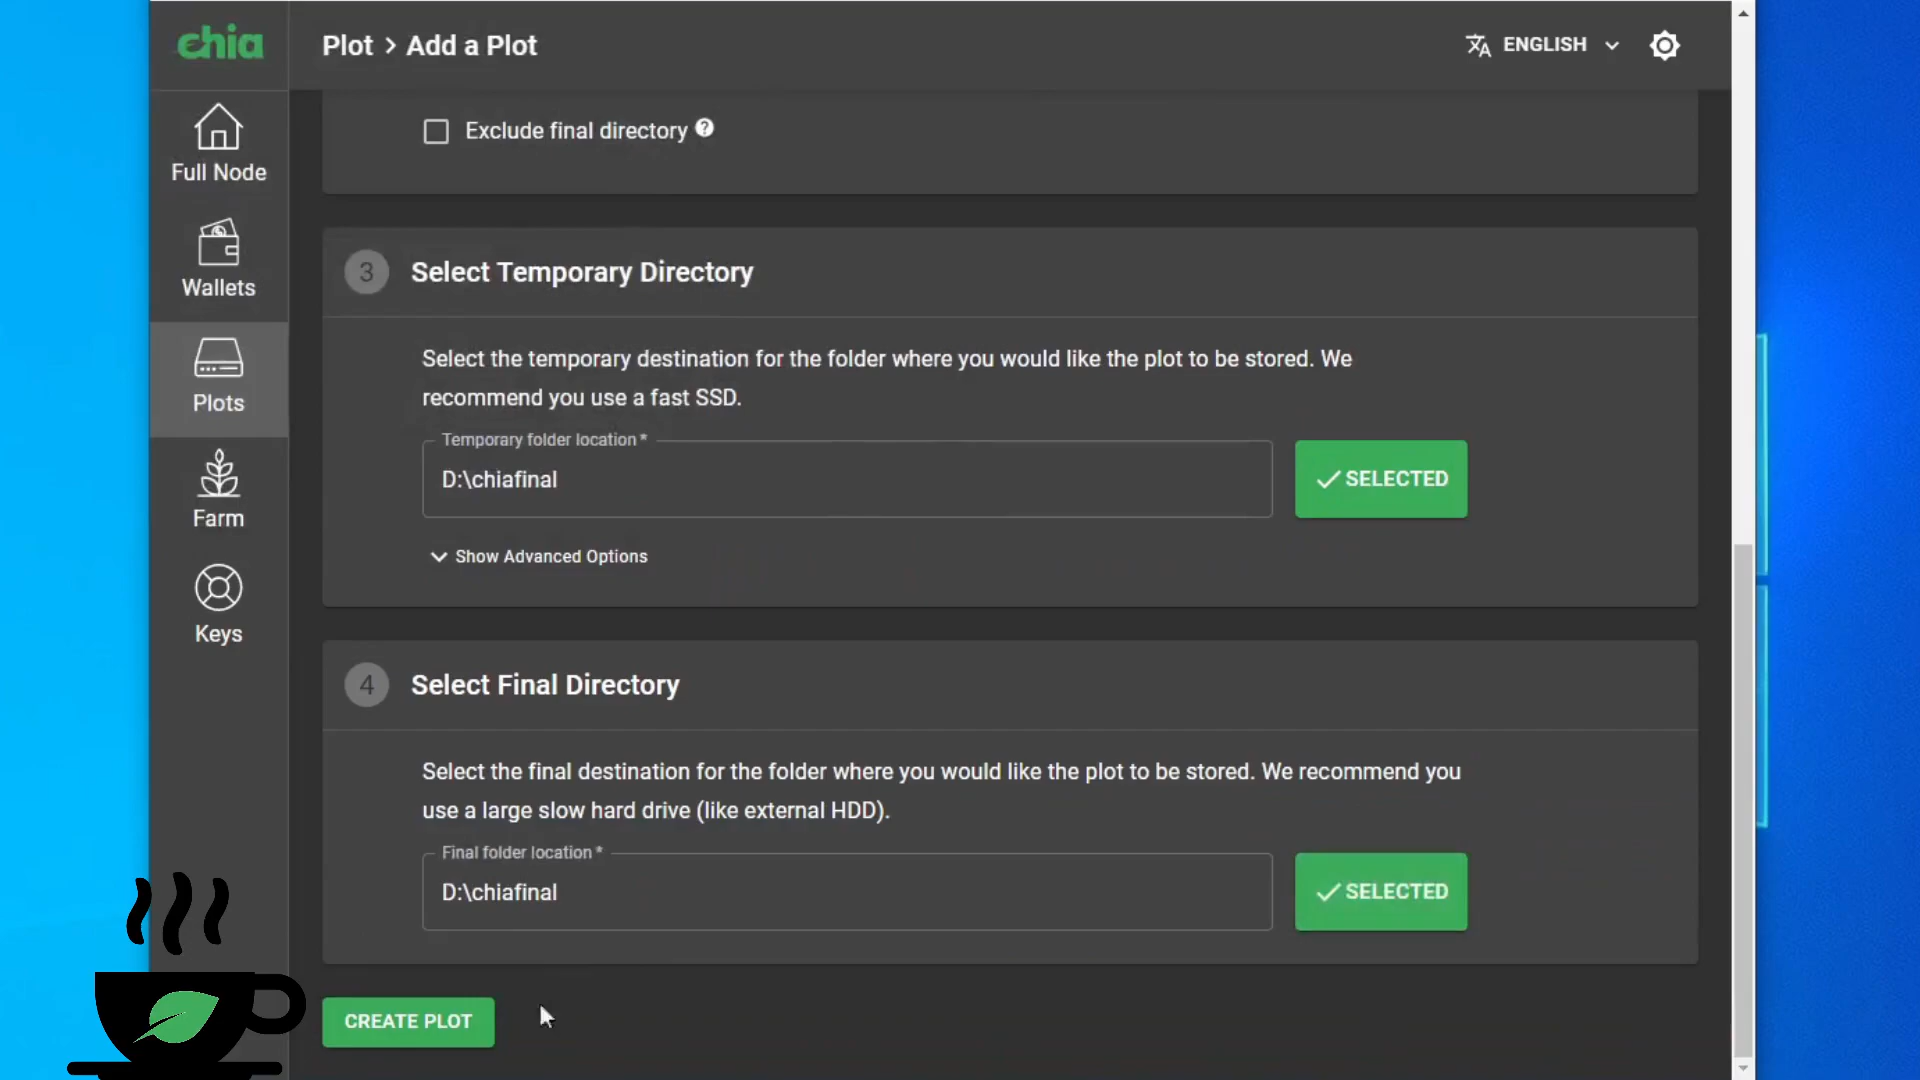 chia
Plot > Add a Plot
ENGLISH
Full Node
Wallets
Plots
Farm
Keys
Exclude final directory ?
3 Select Temporary Directory
Select the temporary destination for the folder where you would like the plot to be stored. We
recommend you use a fast SSD.
Temporary folder location *
D:\chiafinal
SELECTED
Show Advanced Options
4 Select Final Directory
Select the final destination for the folder where you would like the plot to be stored. We recommend you
use a large slow hard drive (like external HDD).
Final folder location *
D:\chiafinal
SELECTED
CREATE PLOT